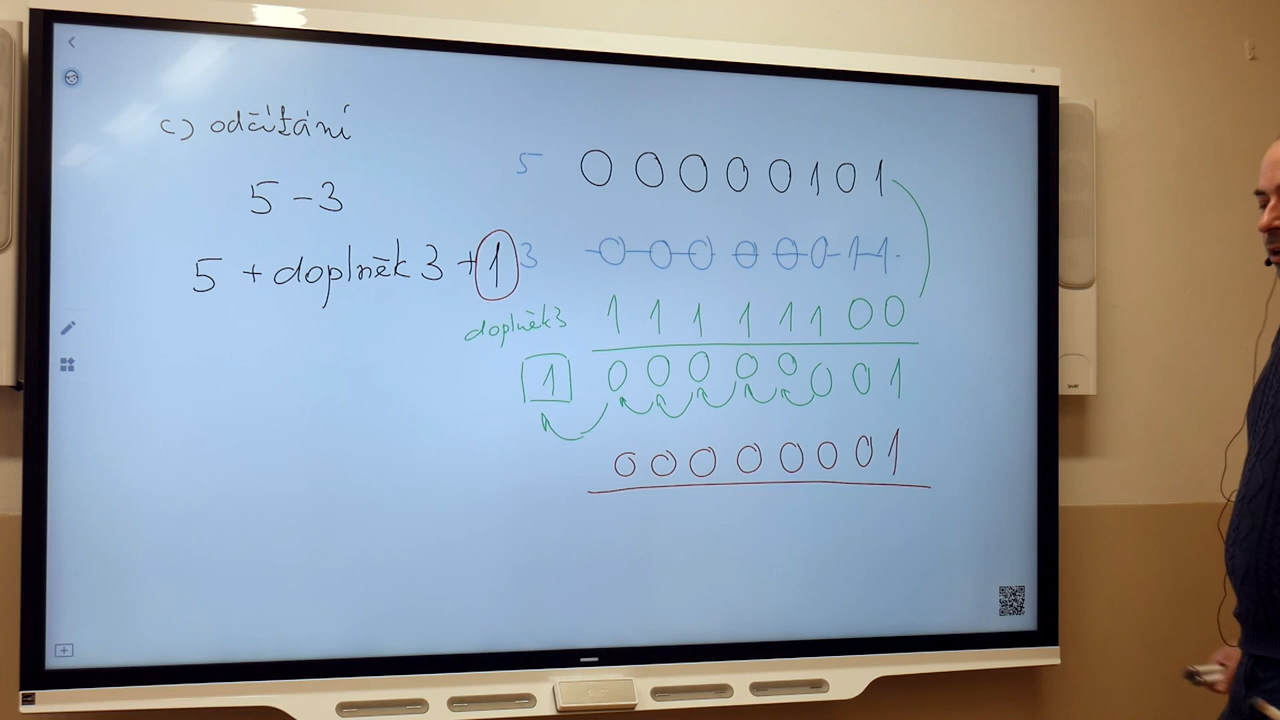 c) odčítání
5 - 3
5 + doplněk 3 + 1
5 0 0 0 0 0 1 0 1
3 0 0 0 0 0 0 1 1
doplněk 3 1 1 1 1 1 1 0 0
1 0 0 0 0 0 0 0 1
0 0 0 0 0 0 0 1